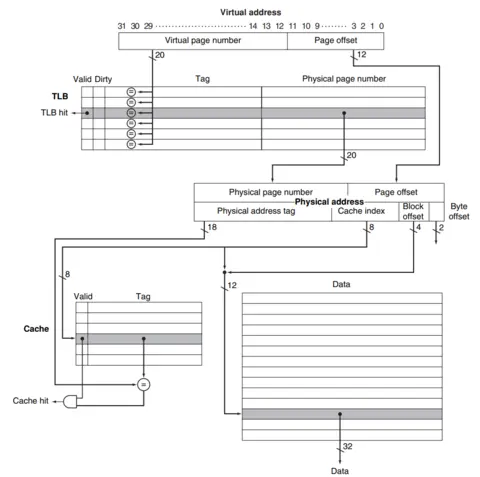 Virtual address
31 30 29 ··························· 14 13 12 11 10 9 ········ 3 2 1 0
Virtual page number Page offset
20 12
Valid Dirty Tag Physical page number
TLB
=
=
TLB hit
=
=
=
20
Physical page number Page offset
Physical address
Physical address tag Cache index Block offset Byte offset
18 8 4 2
8
12 Data
Valid Tag
Cache
=
Cache hit
32
Data